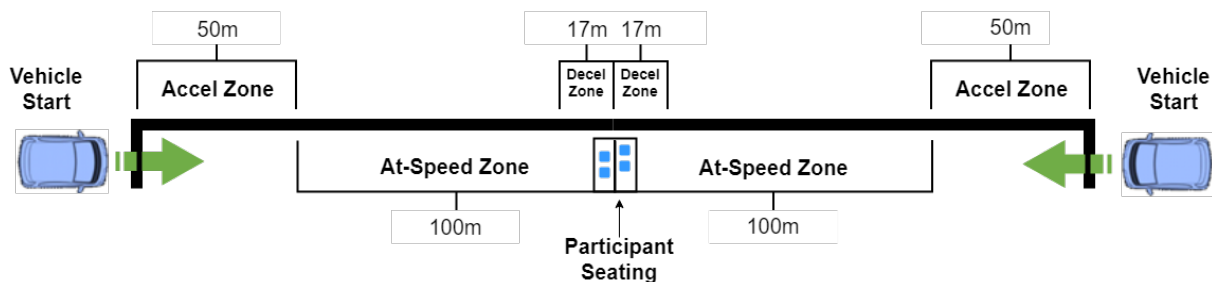 50m
17m 17m
50m
Vehicle
Start
Accel Zone
Decel
Zone
Decel
Zone
Accel Zone
Vehicle
Start
At-Speed Zone
At-Speed Zone
100m
100m
Participant
Seating